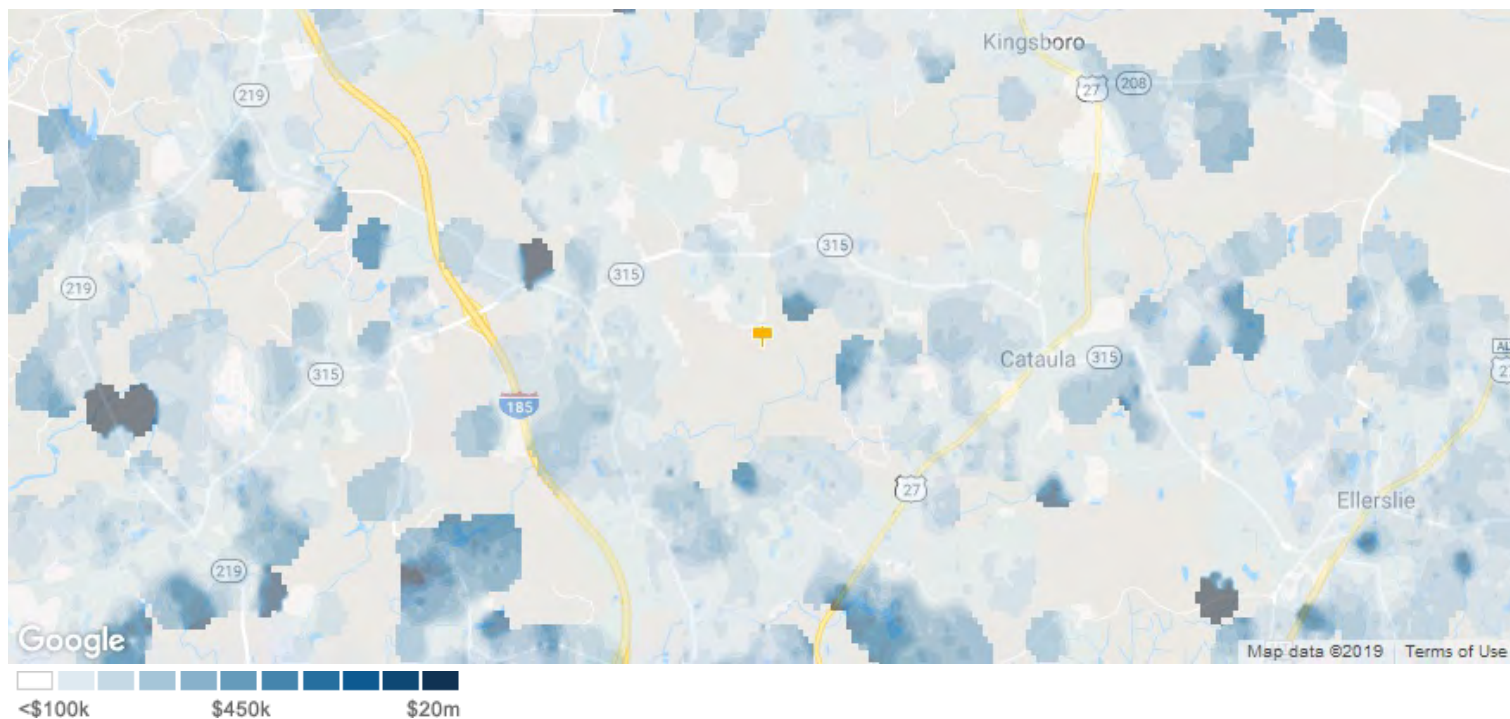 Kingsboro
27
208
219
315
315
219
AL
27
Cataula
315
315
185
27
Ellerslie
219
Google
Map data ©2019
Terms of Use
<$100k
$450k
$20m